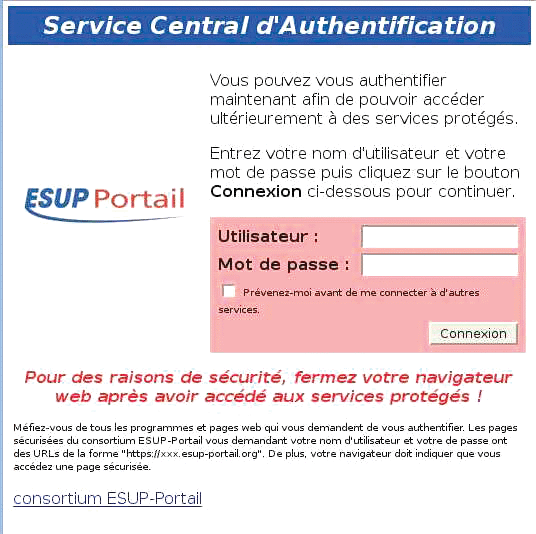 Service Central d'Authentification
Vous pouvez vous authentifier
maintenant afin de pouvoir accéder
ultérieurement à des services protégés.
Entrez votre nom d'utilisateur et votre
mot de passe puis cliquez sur le bouton
Connexion ci-dessous pour continuer.
ESUP Portail
Utilisateur :
Mot de passe :
Prévenez-moi avant de me connecter à d'autres
services.
Connexion
Pour des raisons de sécurité, fermez votre navigateur
web après avoir accédé aux services protégés !
Méfiez-vous de tous les programmes et pages web qui vous demandent de vous authentifier. Les pages
sécurisées du consortium ESUP-Portail vous demandant votre nom d'utilisateur et votre de passe ont
des URLs de la forme "https://xxx.esup-portail.org". De plus, votre navigateur doit indiquer que vous
accédez une page sécurisée.
consortium ESUP-Portail